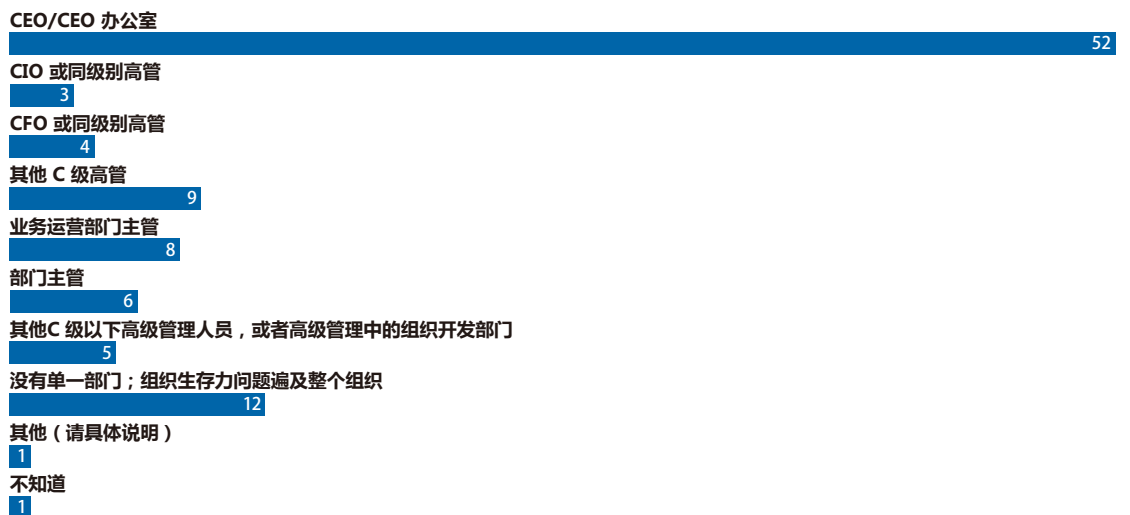 CEO/CEO 办公室
52
CIO 或同级别高管
3
CFO 或同级别高管
4
其他 C 级高管
9
业务运营部门主管
8
部门主管
6
其他C 级以下高级管理人员，或者高级管理中的组织开发部门
5
没有单一部门；组织生存力问题遍及整个组织
12
其他（请具体说明）
1
不知道
1